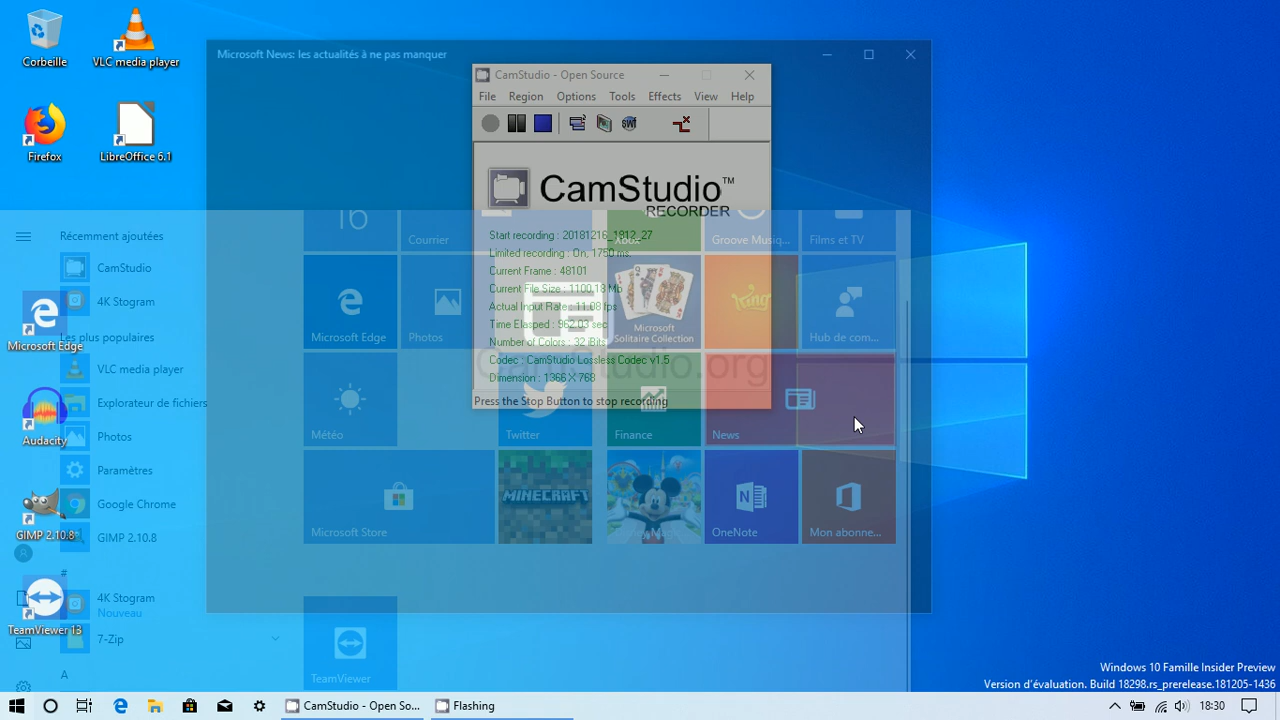 Corbeille
VLC media player
Firefox
LibreOffice 6.1
Microsoft Edge
Audacity
GIMP 2.10.8
TeamViewer 13
Microsoft News: les actualités à ne pas manquer
CamStudio - Open Source
File Region Options Tools Effects View Help
CamStudio™
RECORDER
Start recording : 20181216_1812_27
Limited recording : On, 1750 ms.
Current Frame : 48101
Current File Size : 1100.18 Mb
Actual Input Rate : 11.08 fps
Time Elasped : 962.03 sec
Number of Colors : 32 Bits
Codec : CamStudio Lossless Codec v1.5
Dimension : 1366 X 768
CamStudio.org
Press the Stop Button to stop recording
Récemment ajoutées
CamStudio
4K Stogram
Les plus populaires
VLC media player
Explorateur de fichiers
Photos
Paramètres
Google Chrome
GIMP 2.10.8
#
4K Stogram
Nouveau
7-Zip
A
16
Courrier
Xbox
Groove Musiq...
Films et TV
Microsoft Edge
Photos
Microsoft
Solitaire Collection
King
Hub de com...
Météo
Twitter
Finance
News
Microsoft Store
MINECRAFT
OneNote
Mon abonne...
TeamViewer
Windows 10 Famille Insider Preview
Version d'évaluation. Build 18298.rs_prerelease.181205-1436
CamStudio - Open So...
Flashing
18:30